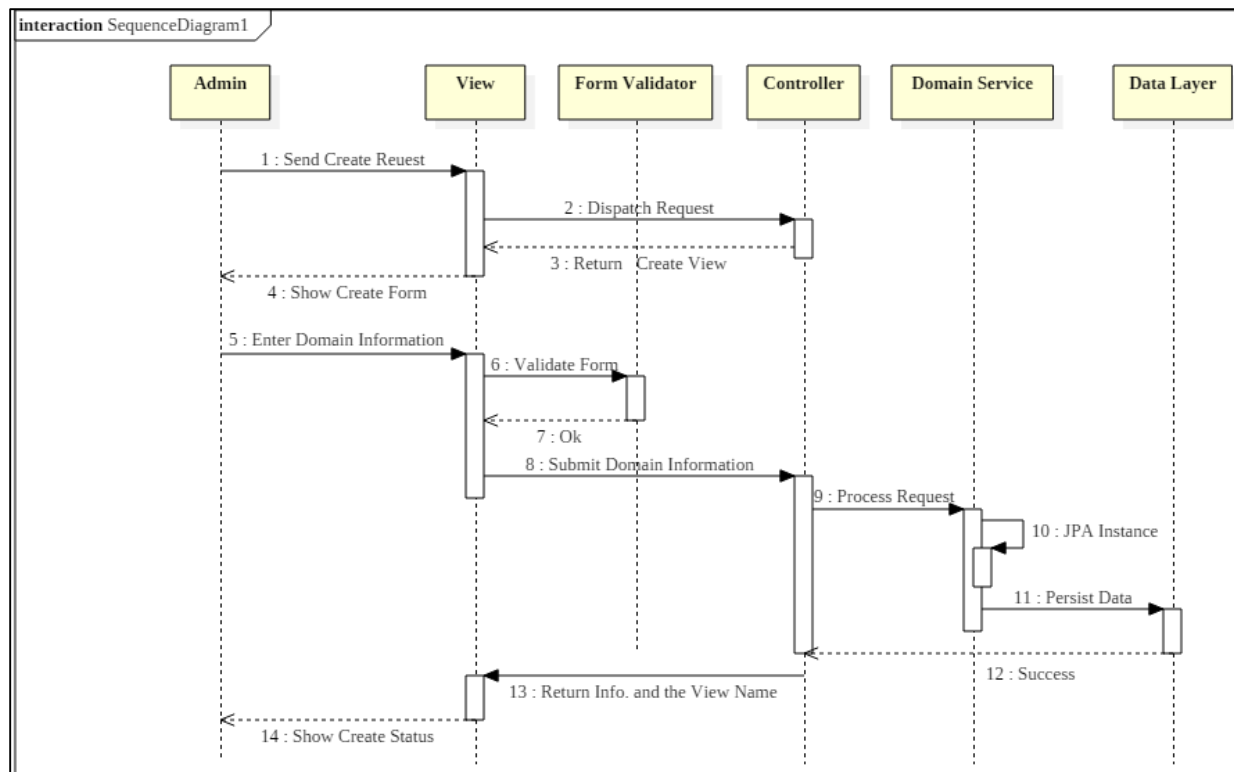 interaction SequenceDiagram1
Admin
View
Form Validator
Controller
Domain Service
Data Layer
1 : Send Create Reuest
2 : Dispatch Request
3 : Return Create View
4 : Show Create Form
5 : Enter Domain Information
6 : Validate Form
7 : Ok
8 : Submit Domain Information
9 : Process Request
10 : JPA Instance
11 : Persist Data
12 : Success
13 : Return Info. and the View Name
14 : Show Create Status